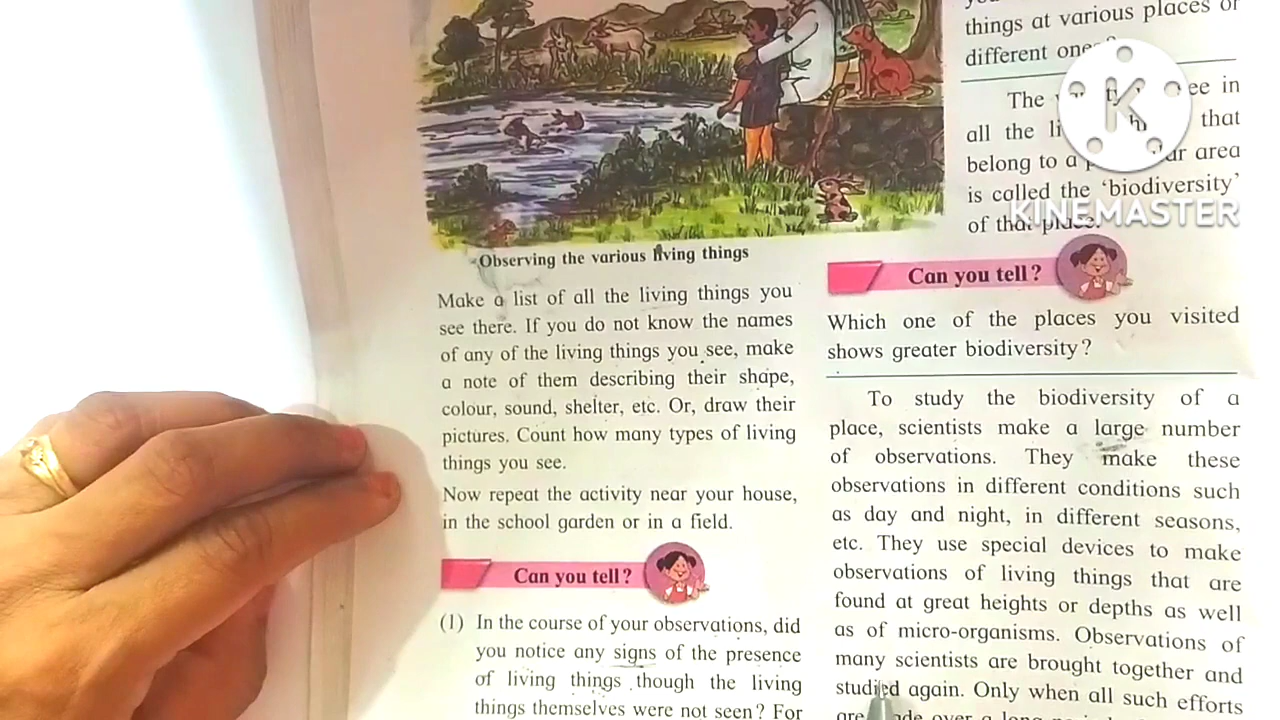 Observing the various living things
Make a list of all the living things you
see there. If you do not know the names
of any of the living things you see, make
a note of them describing their shape,
colour, sound, shelter, etc. Or, draw their
pictures. Count how many types of living
things you see.
Now repeat the activity near your house,
in the school garden or in a field.
Can you tell?
(1) In the course of your observations, did
you notice any signs of the presence
of living things though the living
things themselves were not seen? For
things at various places or
different ones?
The ee in
all the that
belong to a area
is called the ‘biodiversity’
of that place.
KINEMASTER
Can you tell?
Which one of the places you visited
shows greater biodiversity?
To study the biodiversity of a
place, scientists make a large number
of observations. They make these
observations in different conditions such
as day and night, in different seasons,
etc. They use special devices to make
observations of living things that are
found at great heights or depths as well
as of micro-organisms. Observations of
many scientists are brought together and
studied again. Only when all such efforts
are made over a long